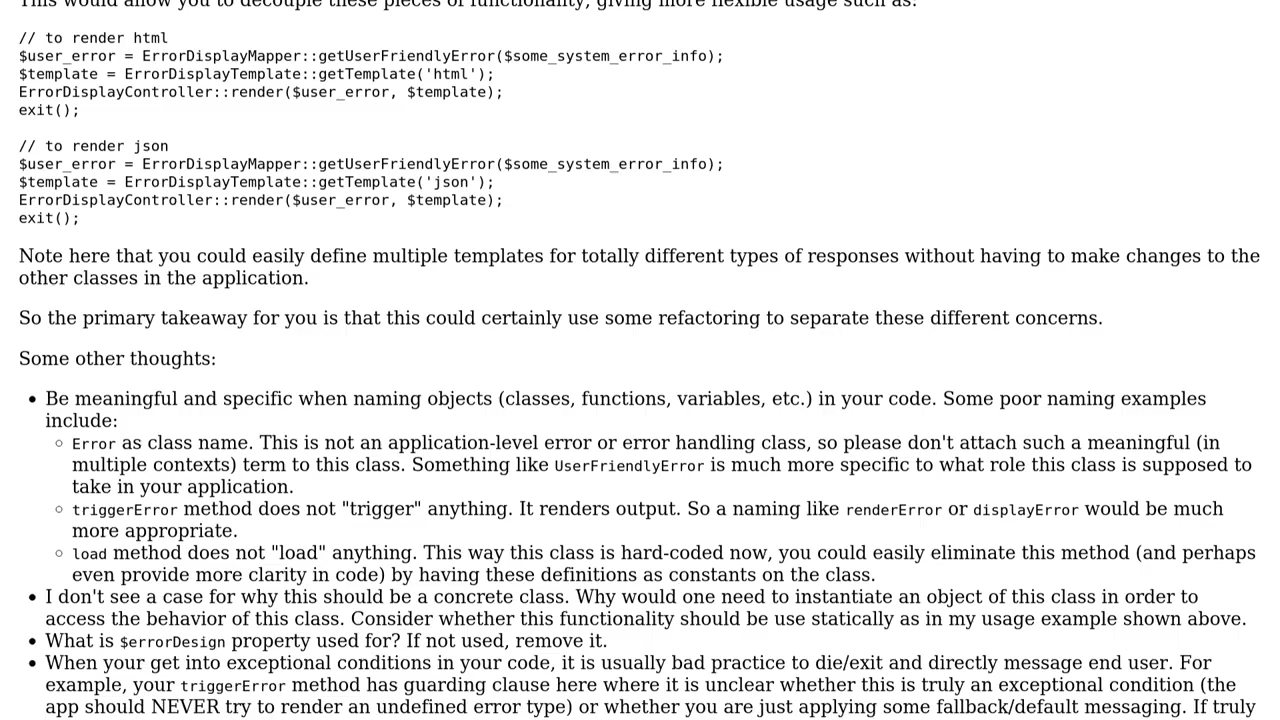 This would allow you to decouple these pieces of functionality, giving more flexible usage such as:
// to render html
$user_error = ErrorDisplayMapper::getUserFriendlyError($some_system_error_info);
$template = ErrorDisplayTemplate::getTemplate('html');
ErrorDisplayController::render($user_error, $template);
exit();
// to render json
$user_error = ErrorDisplayMapper::getUserFriendlyError($some_system_error_info);
$template = ErrorDisplayTemplate::getTemplate('json');
ErrorDisplayController::render($user_error, $template);
exit();
Note here that you could easily define multiple templates for totally different types of responses without having to make changes to the
other classes in the application.
So the primary takeaway for you is that this could certainly use some refactoring to separate these different concerns.
Some other thoughts:
• Be meaningful and specific when naming objects (classes, functions, variables, etc.) in your code. Some poor naming examples
include:
◦ Error as class name. This is not an application-level error or error handling class, so please don't attach such a meaningful (in
multiple contexts) term to this class. Something like UserFriendlyError is much more specific to what role this class is supposed to
take in your application.
◦ triggerError method does not "trigger" anything. It renders output. So a naming like renderError or displayError would be much
more appropriate.
◦ load method does not "load" anything. This way this class is hard-coded now, you could easily eliminate this method (and perhaps
even provide more clarity in code) by having these definitions as constants on the class.
• I don't see a case for why this should be a concrete class. Why would one need to instantiate an object of this class in order to
access the behavior of this class. Consider whether this functionality should be use statically as in my usage example shown above.
• What is $errorDesign property used for? If not used, remove it.
• When your get into exceptional conditions in your code, it is usually bad practice to die/exit and directly message end user. For
example, your triggerError method has guarding clause here where it is unclear whether this is truly an exceptional condition (the
app should NEVER try to render an undefined error type) or whether you are just applying some fallback/default messaging. If truly